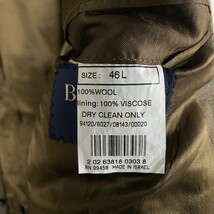 B
SIZE : 46L
100%WOOL
lining: 100% VISCOSE
DRY CLEAN ONLY
94120/6027/08143/00020
2 02 63818 0303 8
RN 99458 MADE IN ISRAEL